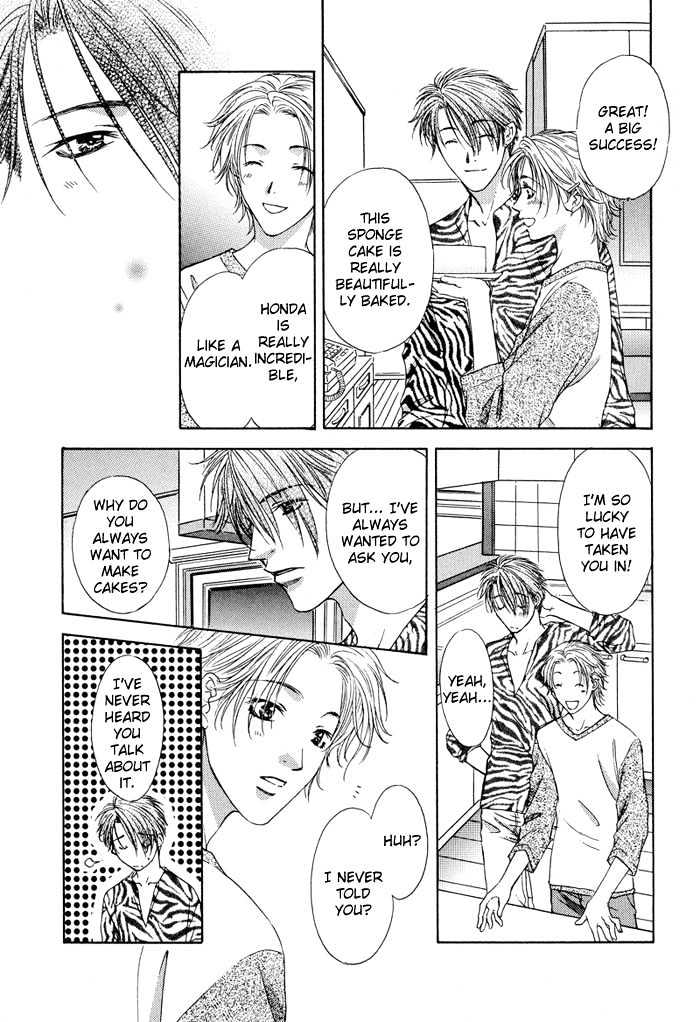 GREAT!
A BIG
SUCCESS!
THIS
SPONGE
CAKE IS
REALLY
BEAUTIFUL-
LY BAKED.
HONDA
IS
REALLY
INCREDI-
BLE,
LIKE A
MAGICIAN.
I'M SO
LUCKY
TO HAVE
TAKEN
YOU IN!
YEAH,
YEAH...
BUT... I'VE
ALWAYS
WANTED TO
ASK YOU,
WHY DO
YOU
ALWAYS
WANT TO
MAKE
CAKES?
HUH?
I NEVER
TOLD
YOU?
I'VE
NEVER
HEARD
YOU
TALK
ABOUT
IT.